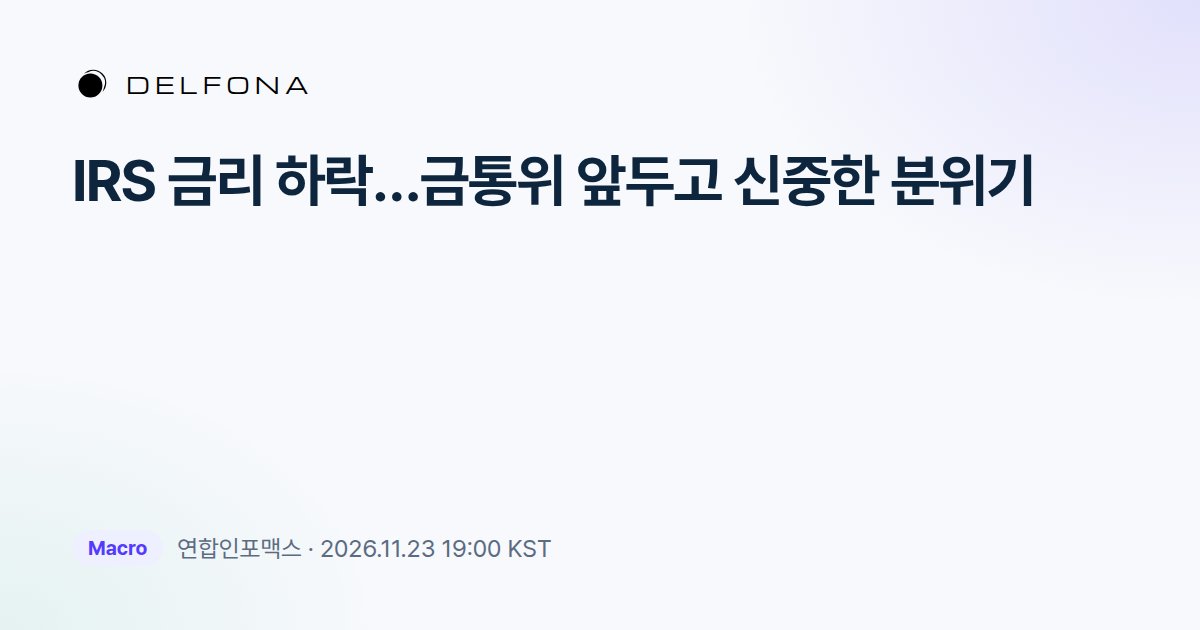 DELFONA
IRS 금리 하락...금통위 앞두고 신중한 분위기
Macro 연합인포맥스 · 2026.11.23 19:00 KST